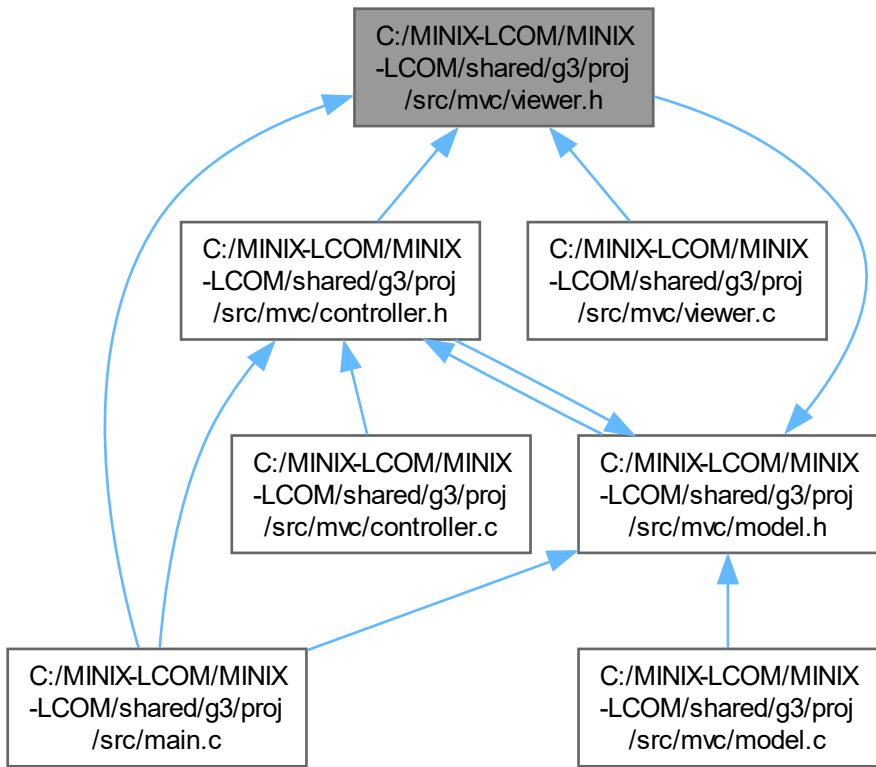 C:/MINIX-LCOM/MINIX
-LCOM/shared/g3/proj
/src/mvc/viewer.h
C:/MINIX-LCOM/MINIX
-LCOM/shared/g3/proj
/src/mvc/controller.h
C:/MINIX-LCOM/MINIX
-LCOM/shared/g3/proj
/src/mvc/viewer.c
C:/MINIX-LCOM/MINIX
-LCOM/shared/g3/proj
/src/mvc/controller.c
C:/MINIX-LCOM/MINIX
-LCOM/shared/g3/proj
/src/mvc/model.h
C:/MINIX-LCOM/MINIX
-LCOM/shared/g3/proj
/src/main.c
C:/MINIX-LCOM/MINIX
-LCOM/shared/g3/proj
/src/mvc/model.c